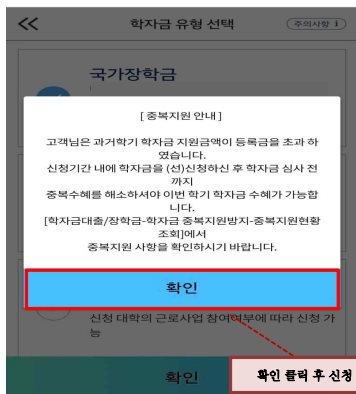 <<
학자금 유형 선택
주의사항 i
국가장학금
[ 중복지원 안내 ]
고객님은 과거학기 학자금 지원금액이 등록금을 초과 하
였습니다.
신청기간 내에 학자금을 (선)신청하신 후 학자금 심사 전
까지
중복수혜를 해소하셔야 이번 학기 학자금 수혜가 가능합
니다.
[학자금대출/장학금-학자금 중복지원방지-중복지원현황
조회]에서
중복지원 사항을 확인하시기 바랍니다.
확인
신청 대학의 근로사업 참여여부에 따라 신청 가
능
확인
확인 클릭 후 신청